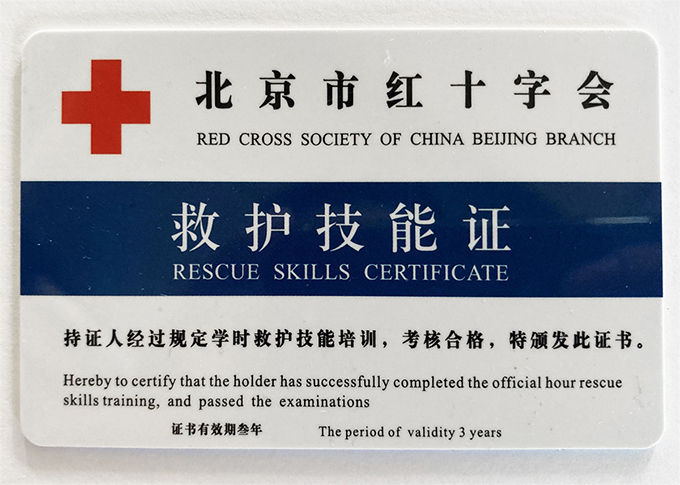 北京市红十字会
RED CROSS SOCIETY OF CHINA BEIJING BRANCH
救护技能证
RESCUE SKILLS CERTIFICATE
持证人经过规定学时救护技能培训，考核合格，特颁发此证书。
Hereby to certify that the holder has successfully completed the official hour rescue
skills training, and passed the examinations
证书有效期叁年 The period of validity 3 years